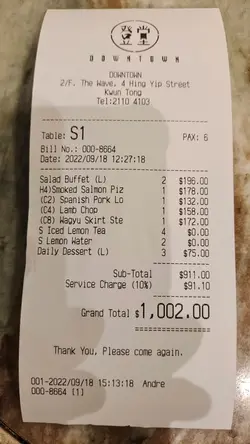 登堂
DOWNTOWN
DOWNTOWN
2/F. The Wave, 4 Hing Yip Street
Kwun Tong
Tel:2110 4103
Table: S1 PAX: 6
Bill No.: 000-8664
Date: 2022/09/18 12:27:18
Salad Buffet (L) 2 $196.00
H4)Smoked Salmon Piz 1 $178.00
(C2) Spanish Pork Lo 1 $132.00
(C4) Lamb Chop 1 $158.00
(C8) Wagyu Skirt Ste 1 $172.00
S Iced Lemon Tea 4 $0.00
S Lemon Water 2 $0.00
Daily Dessert (L) 3 $75.00
Sub-Total $911.00
Service Charge (10%) $91.10
Grand Total $1,002.00
Thank You, Please come again.
001-2022/09/18 15:13:18 Andre
000-8664 [1]